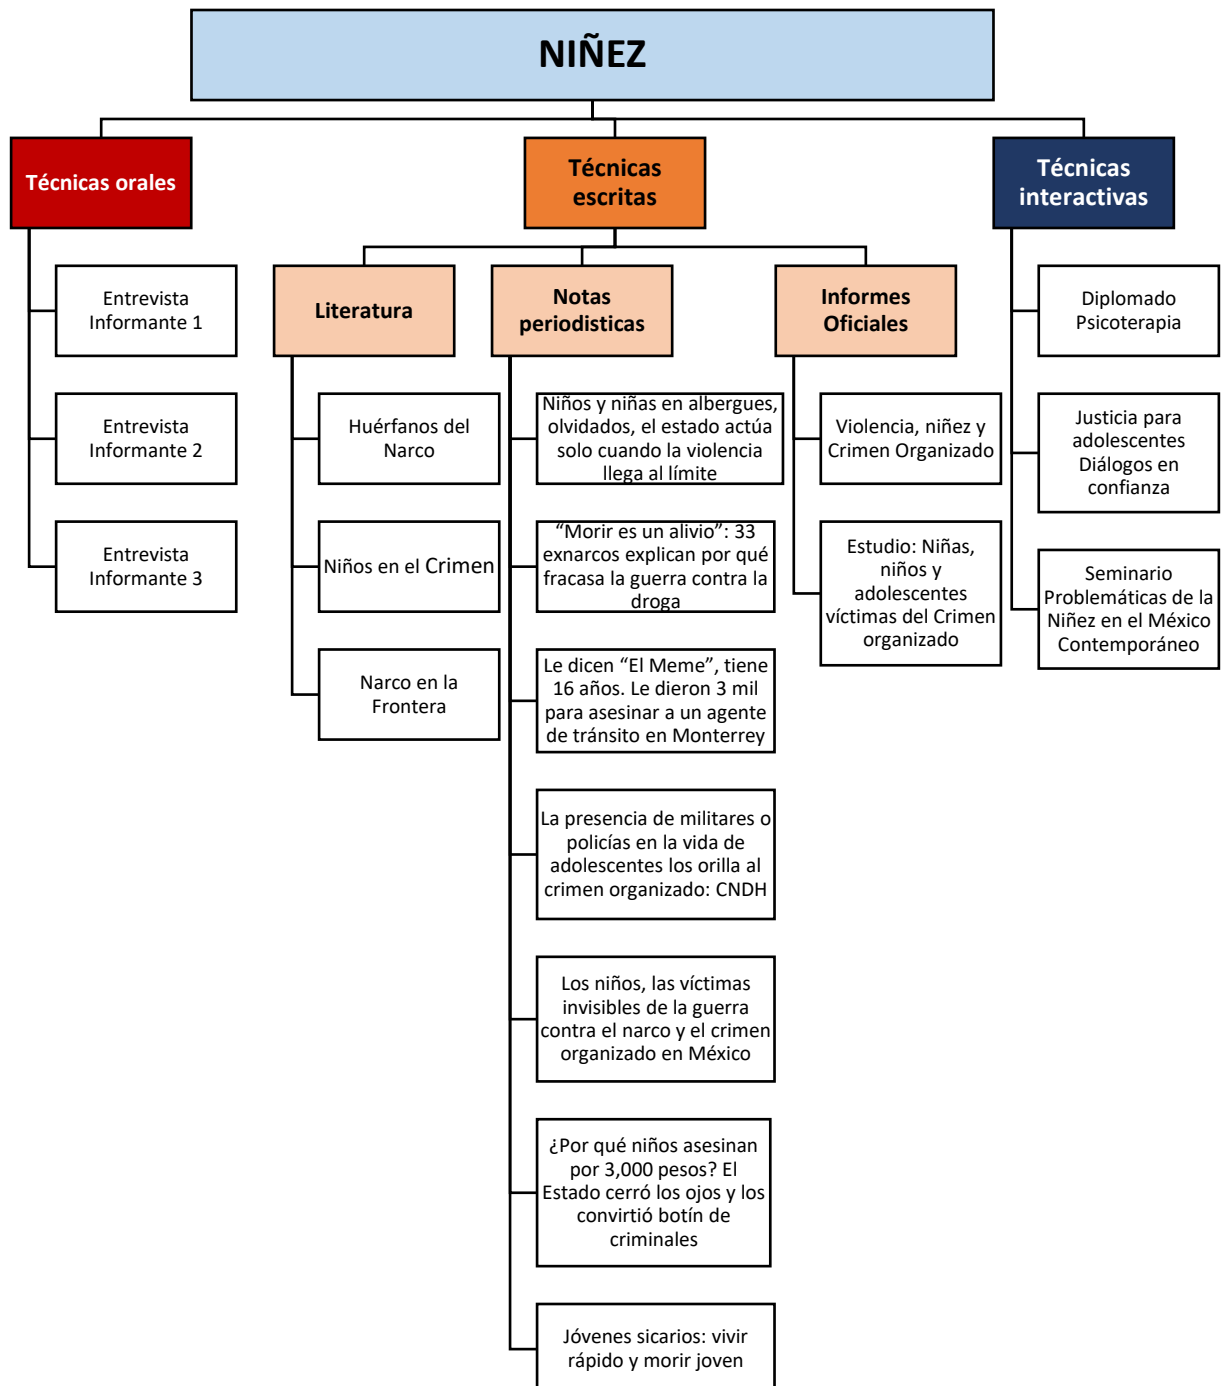 NIÑEZ
Técnicas orales
Entrevista
Informante 1
Entrevista
Informante 2
Entrevista
Informante 3
Técnicas
escritas
Literatura
Huérfanos del
Narco
Niños en el Crimen
Narco en la
Frontera
Notas
periodisticas
Niños y niñas en albergues,
olvidados, el estado actúa
solo cuando la violencia
llega al límite
“Morir es un alivio”: 33
exnarcos explican por qué
fracasa la guerra contra la
droga
Le dicen “El Meme”, tiene
16 años. Le dieron 3 mil
para asesinar a un agente
de tránsito en Monterrey
La presencia de militares o
policías en la vida de
adolescentes los orilla al
crimen organizado: CNDH
Los niños, las víctimas
invisibles de la guerra
contra el narco y el crimen
organizado en México
¿Por qué niños asesinan
por 3,000 pesos? El
Estado cerró los ojos y los
convirtió botín de
criminales
Jóvenes sicarios: vivir
rápido y morir joven
Informes
Oficiales
Violencia, niñez y
Crimen Organizado
Estudio: Niñas,
niños y
adolescentes
víctimas del Crimen
organizado
Técnicas
interactivas
Diplomado
Psicoterapia
Justicia para
adolescentes
Diálogos en
confianza
Seminario
Problemáticas de la
Niñez en el México
Contemporáneo